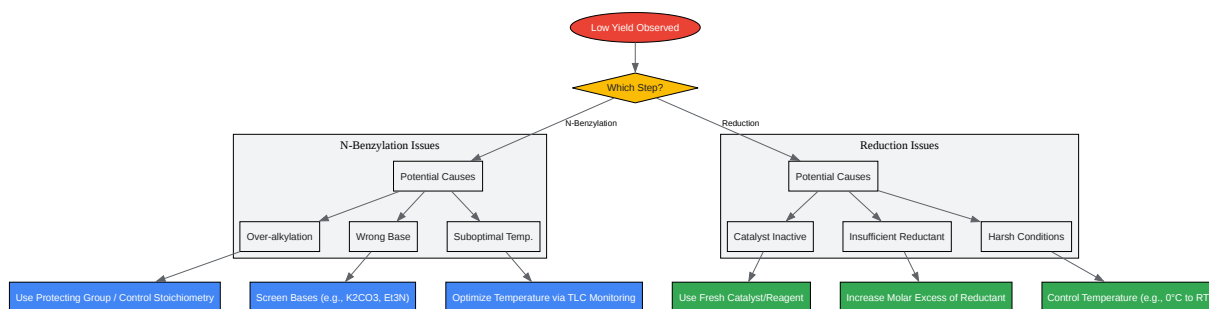 Low Yield Observed
Which Step?
N-Benzylation
Reduction
N-Benzylation Issues
Reduction Issues
Potential Causes
Potential Causes
Over-alkylation
Wrong Base
Suboptimal Temp.
Catalyst Inactive
Insufficient Reductant
Harsh Conditions
Use Protecting Group / Control Stoichiometry
Screen Bases (e.g., K2CO3, Et3N)
Optimize Temperature via TLC Monitoring
Use Fresh Catalyst/Reagent
Increase Molar Excess of Reductant
Control Temperature (e.g., 0°C to RT